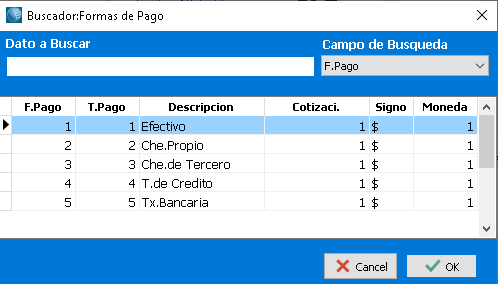 Buscador:Formas de Pago
Dato a Buscar
Campo de Busqueda
F.Pago
F.Pago T.Pago Descripcion Cotizaci. Signo Moneda
1 1 Efectivo 1 $ 1
2 2 Che.Propio 1 $ 1
3 3 Che.de Tercero 1 $ 1
4 4 T.de Credito 1 $ 1
5 5 Tx.Bancaria 1 $ 1
Cancel OK